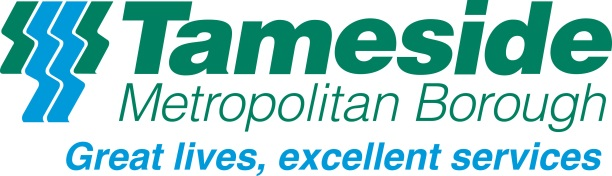 Tameside
Metropolitan Borough
Great lives, excellent services